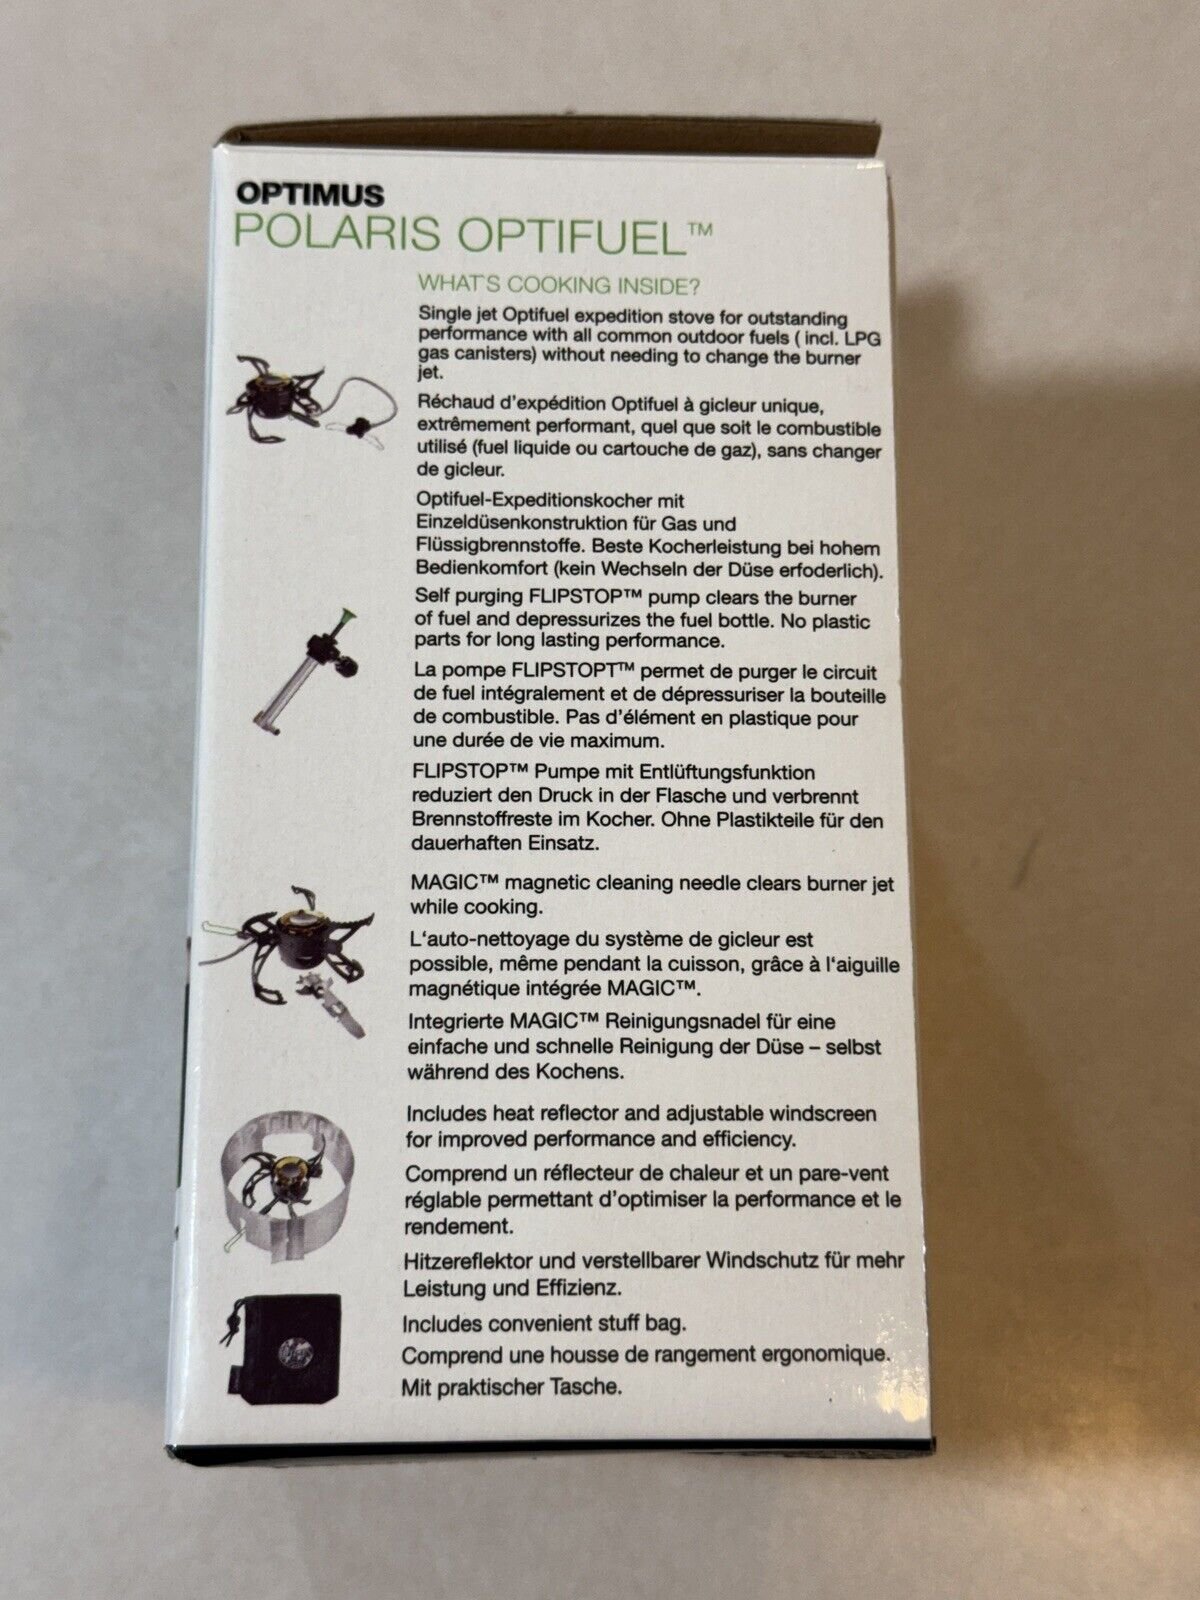 OPTIMUS
POLARIS OPTIFUEL™
WHAT'S COOKING INSIDE?
Single jet Optifuel expedition stove for outstanding
performance with all common outdoor fuels ( incl. LPG
gas canisters) without needing to change the burner
jet.
Réchaud d'expédition Optifuel à gicleur unique,
extrêmement performant, quel que soit le combustible
utilisé (fuel liquide ou cartouche de gaz), sans changer
de gicleur.
Optifuel-Expeditionskocher mit
Einzeldüsenkonstruktion für Gas und
Flüssigbrennstoffe. Beste Kocherleistung bei hohem
Bedienkomfort (kein Wechseln der Düse erfoderlich).
Self purging FLIPSTOP™ pump clears the burner
of fuel and depressurizes the fuel bottle. No plastic
parts for long lasting performance.
La pompe FLIPSTOPT™ permet de purger le circuit
de fuel intégralement et de dépressuriser la bouteille
de combustible. Pas d'élément en plastique pour
une durée de vie maximum.
FLIPSTOP™ Pumpe mit Entlüftungsfunktion
reduziert den Druck in der Flasche und verbrennt
Brennstoffreste im Kocher. Ohne Plastikteile für den
dauerhaften Einsatz.
MAGIC™ magnetic cleaning needle clears burner jet
while cooking.
L'auto-nettoyage du système de gicleur est
possible, même pendant la cuisson, grâce à l'aiguille
magnétique intégrée MAGIC™.
Integrierte MAGIC™ Reinigungsnadel für eine
einfache und schnelle Reinigung der Düse – selbst
während des Kochens.
Includes heat reflector and adjustable windscreen
for improved performance and efficiency.
Comprend un réflecteur de chaleur et un pare-vent
réglable permettant d'optimiser la performance et le
rendement.
Hitzereflektor und verstellbarer Windschutz für mehr
Leistung und Effizienz.
Includes convenient stuff bag.
Comprend une housse de rangement ergonomique.
Mit praktischer Tasche.